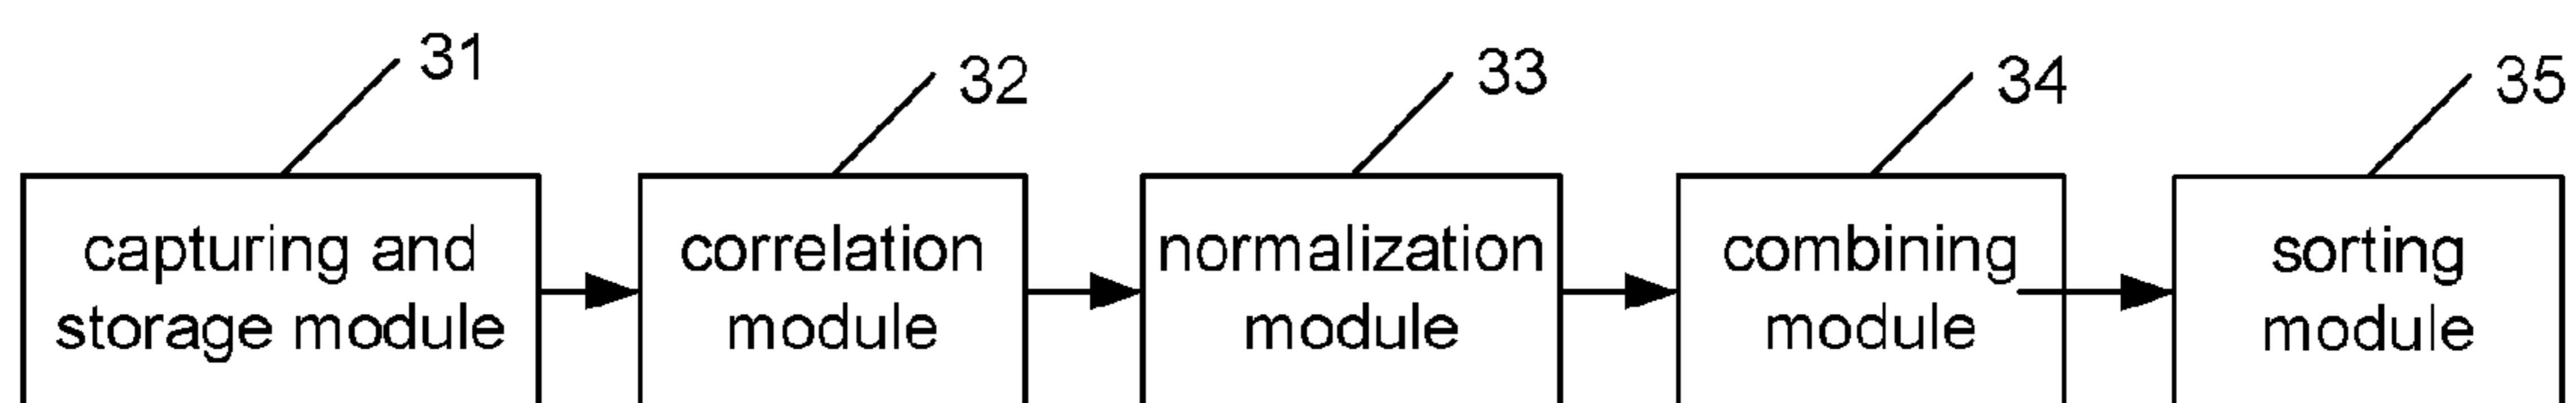 31
32
33
34
35
capturing and
storage module
correlation
module
normalization
module
combining
module
sorting
module